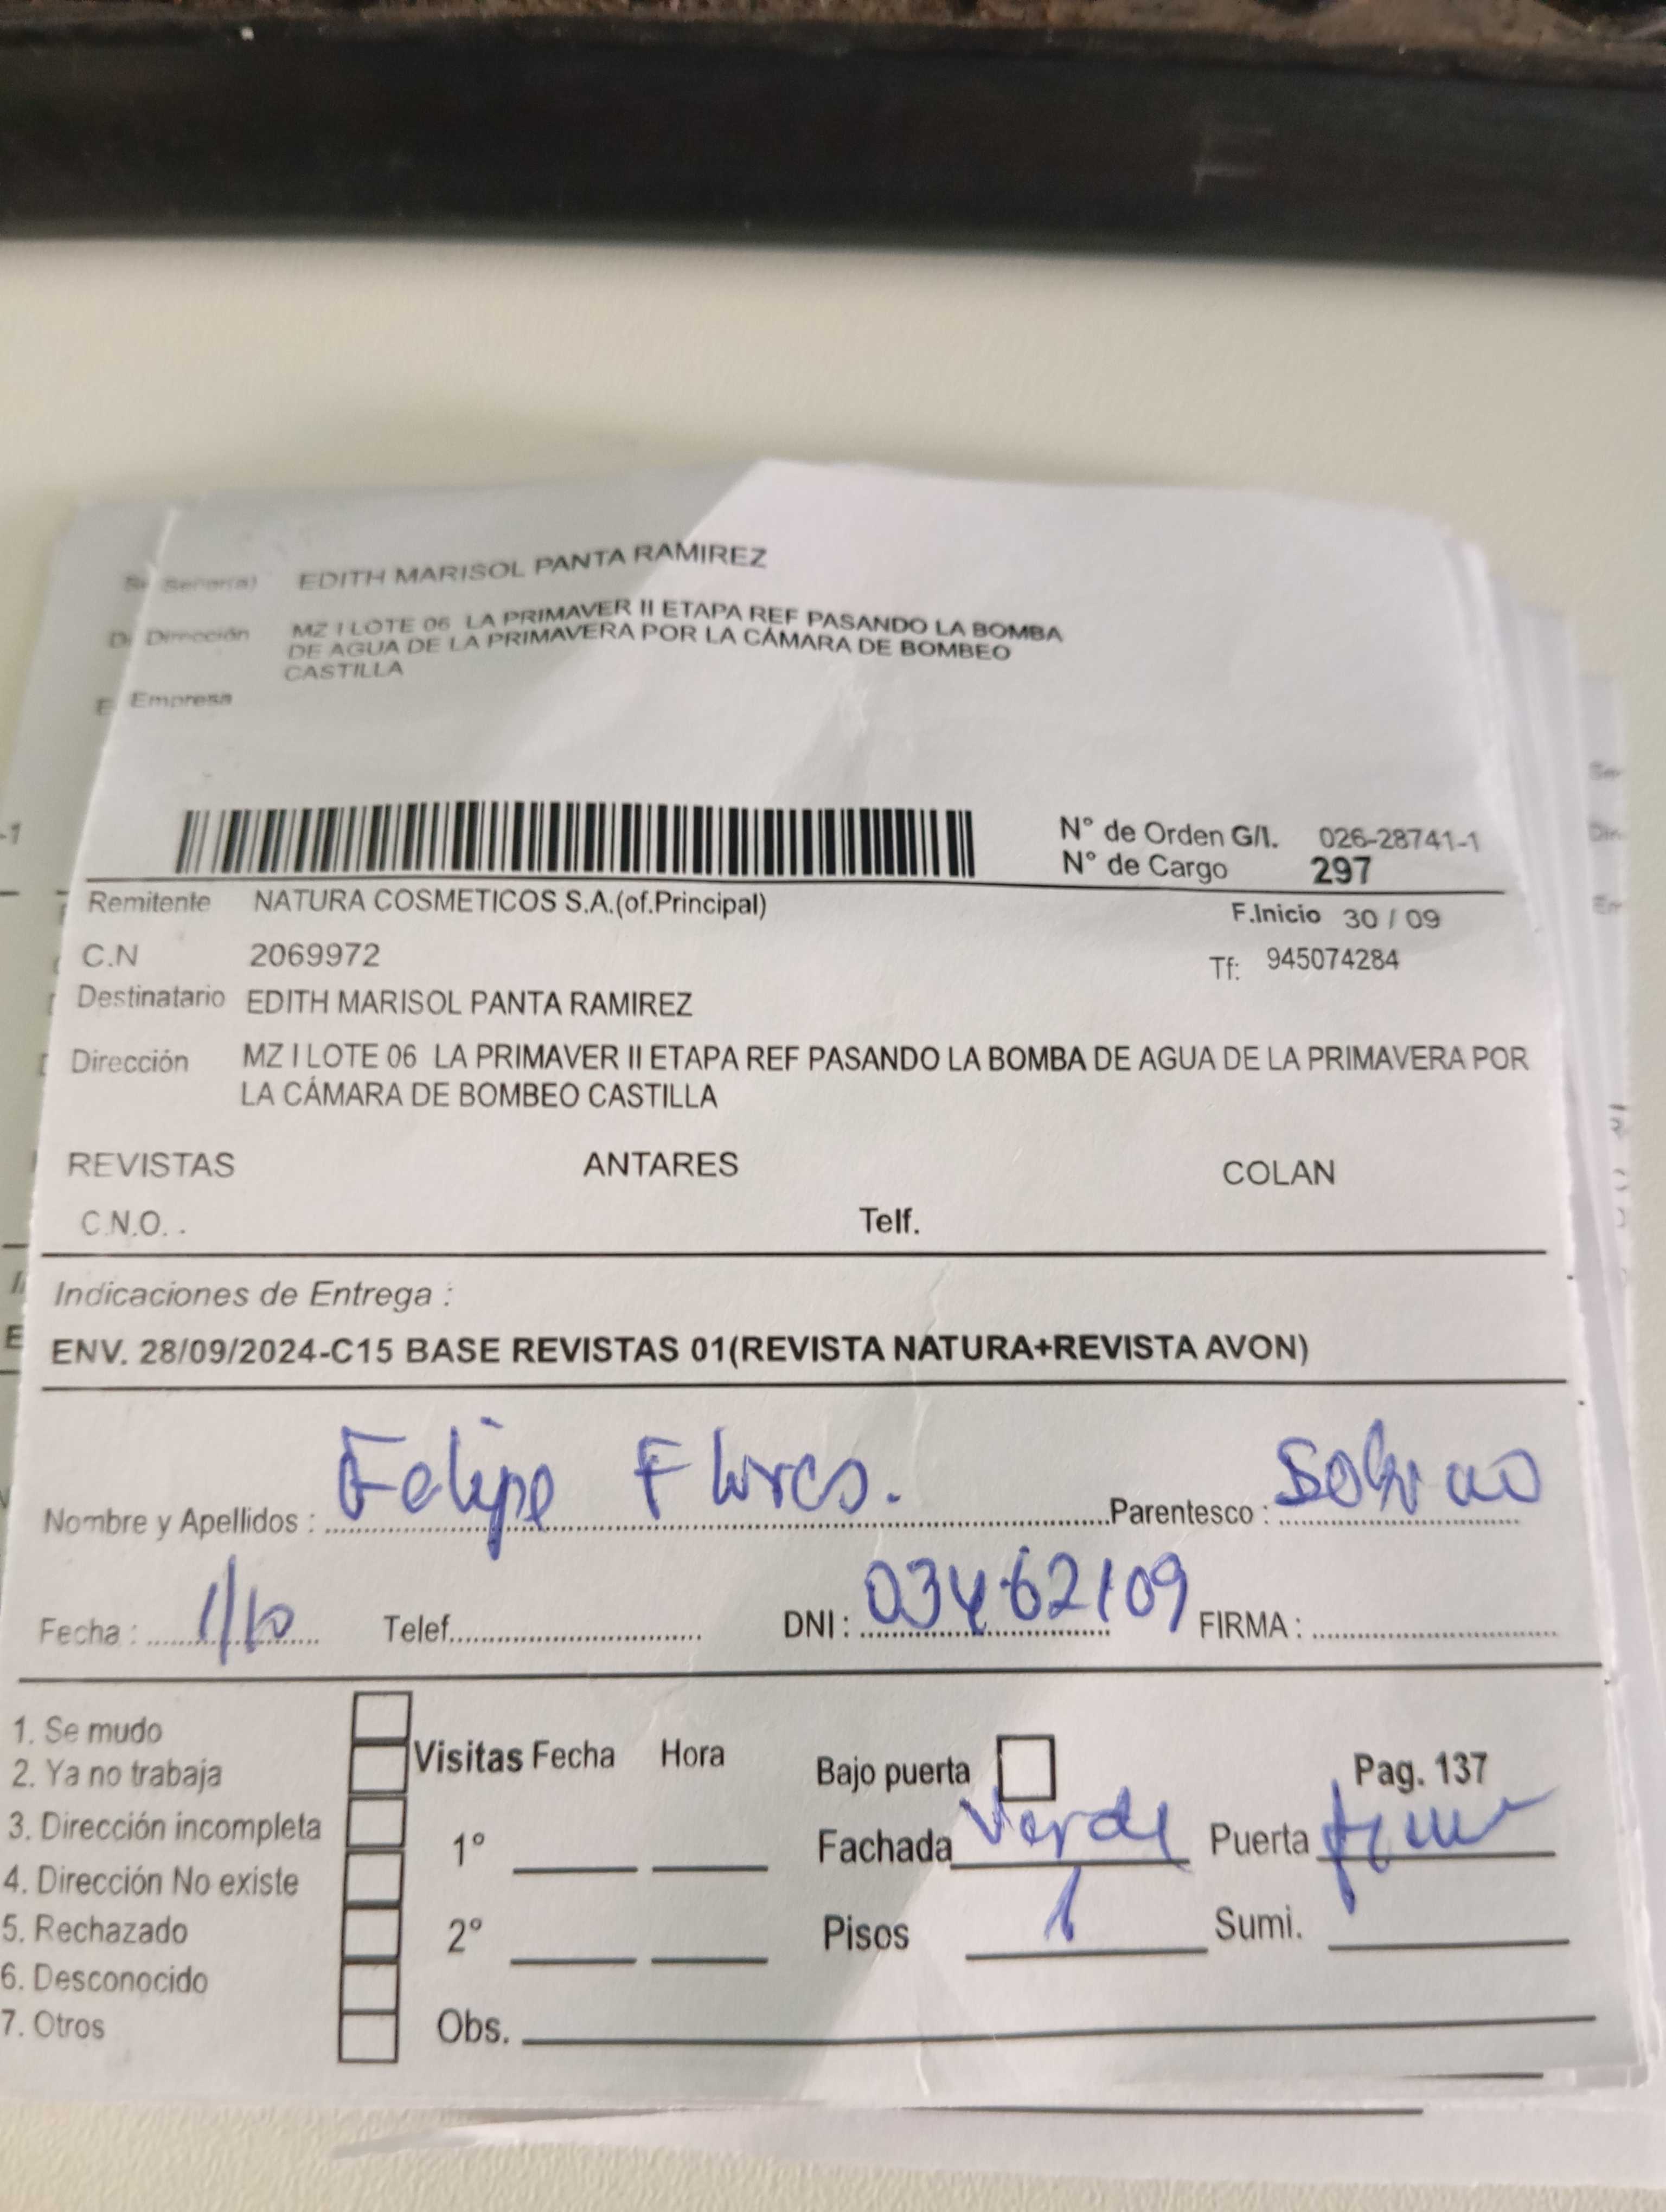 Señor(a) EDITH MARISOL PANTA RAMIREZ
Dirección MZ I LOTE 06 LA PRIMAVER II ETAPA REF PASANDO LA BOMBA
DE AGUA DE LA PRIMAVERA POR LA CÁMARA DE BOMBEO
CASTILLA
Empresa
N° de Orden G/I. 026-28741-1
N° de Cargo 297
Remitente NATURA COSMETICOS S.A.(of.Principal)
F.Inicio 30 / 09
C.N 2069972
Tf: 945074284
Destinatario EDITH MARISOL PANTA RAMIREZ
Dirección MZ I LOTE 06 LA PRIMAVER II ETAPA REF PASANDO LA BOMBA DE AGUA DE LA PRIMAVERA POR
LA CÁMARA DE BOMBEO CASTILLA
REVISTAS ANTARES COLAN
C.N.O. . Telf.
Indicaciones de Entrega :
ENV. 28/09/2024-C15 BASE REVISTAS 01(REVISTA NATURA+REVISTA AVON)
Nombre y Apellidos : Felipe Flores. Parentesco :
Fecha : 1/10 Telef. DNI : 03462109 FIRMA :
1. Se mudo
2. Ya no trabaja
3. Dirección incompleta
4. Dirección No existe
5. Rechazado
6. Desconocido
7. Otros
Visitas Fecha Hora
1°
2°
Obs.
Bajo puerta Pag. 137
Fachada Verde Puerta
Pisos 1 Sumi.